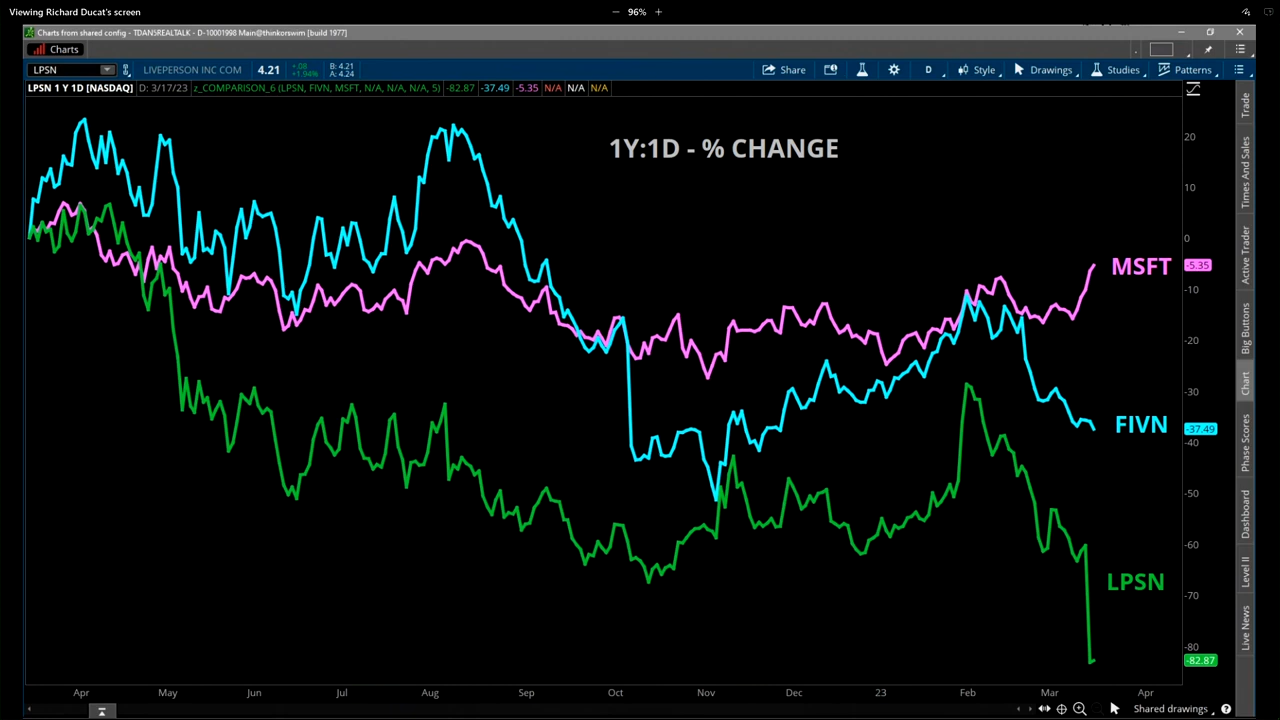 Viewing Richard Ducat's screen
96%
Charts from shared config - TDAN5REALTALK - D-10001998 Main@thinkorswim [build 1977]
Charts
LPSN LIVEPERSON INC COM 4.21 +.08 +1.94% B: 4.21 A: 4.24 Share D Style Drawings Studies Patterns
LPSN 1 Y 1D [NASDAQ] D: 3/17/23 z_COMPARISON_6 (LPSN, FIVN, MSFT, N/A, N/A, N/A, 5) -82.87 -37.49 -5.35 N/A N/A N/A
1Y:1D - % CHANGE
20
10
0
MSFT -5.35
-10
-20
-30
FIVN -37.49
-40
-50
-60
LPSN
-70
-80
-82.87
Apr May Jun Jul Aug Sep Oct Nov Dec 23 Feb Mar Apr
Shared drawings
Trade
Times And Sales
Active Trader
Big Buttons
Chart
Phase Scores
Dashboard
Level II
Live News